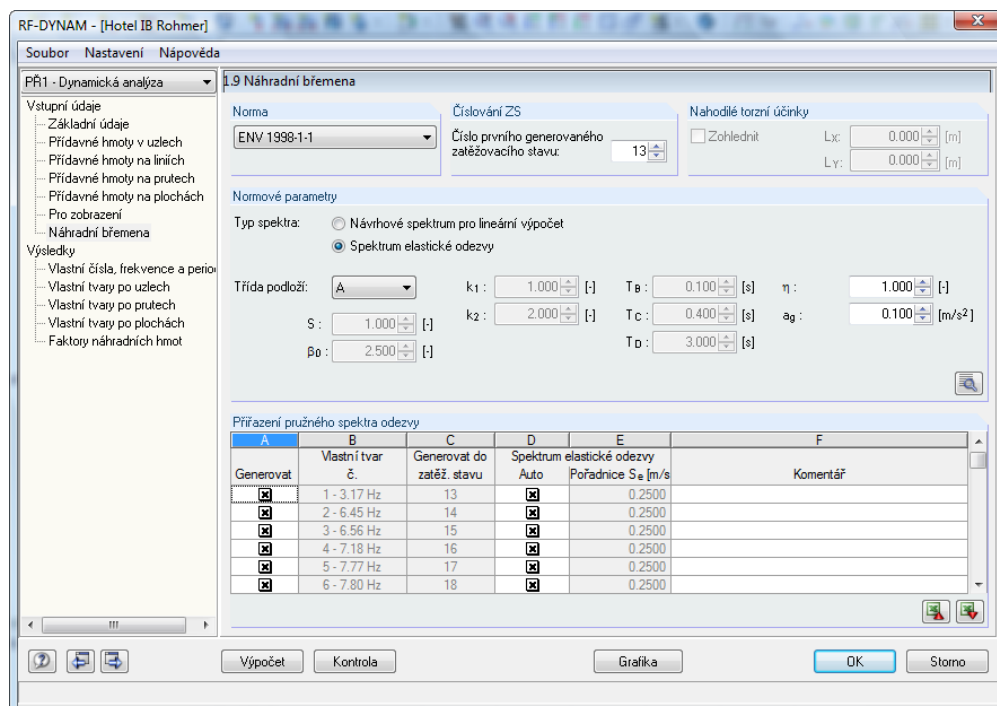 RF-DYNAM - [Hotel IB Rohmer]
Soubor Nastavení Nápověda
PŘ1 - Dynamická analýza
Vstupní údaje
Základní údaje
Přídavné hmoty v uzlech
Přídavné hmoty na liniích
Přídavné hmoty na prutech
Přídavné hmoty na plochách
Pro zobrazení
Náhradní břemena
Výsledky
Vlastní čísla, frekvence a perio
Vlastní tvary po uzlech
Vlastní tvary po prutech
Vlastní tvary po plochách
Faktory náhradních hmot
1.9 Náhradní břemena
Norma
ENV 1998-1-1
Číslování ZS
Číslo prvního generovaného
zatěžovacího stavu: 13
Nahodilé torzní účinky
Zohlednit Lx: 0.000 [m]
LY: 0.000 [m]
Normové parametry
Typ spektra: Návrhové spektrum pro lineární výpočet
Spektrum elastické odezvy
Třída podloží: A k1 : 1.000 [-] TB : 0.100 [s] η : 1.000 [-]
S : 1.000 [-] k2 : 2.000 [-] TC : 0.400 [s] ag : 0.100 [m/s²]
β0 : 2.500 [-] TD : 3.000 [s]
Přiřazení pružného spektra odezvy
A B C D E F
Vlastní tvar Generovat do Spektrum elastické odezvy
Generovat č. zatěž. stavu Auto Pořadnice Se [m/s Komentář
1 - 3.17 Hz 13 0.2500
2 - 6.45 Hz 14 0.2500
3 - 6.56 Hz 15 0.2500
4 - 7.18 Hz 16 0.2500
5 - 7.77 Hz 17 0.2500
6 - 7.80 Hz 18 0.2500
Výpočet Kontrola Grafika OK Storno